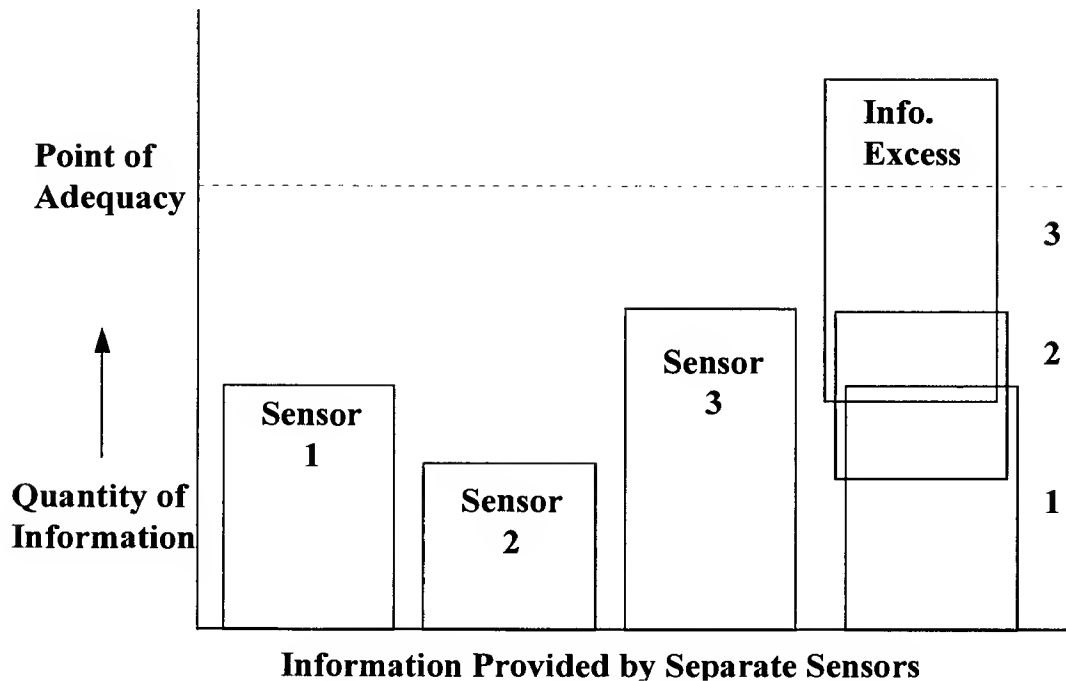 Point of
Adequacy
Quantity of
Information
Sensor
1
Sensor
2
Sensor
3
Info.
Excess
3
2
1
Information Provided by Separate Sensors